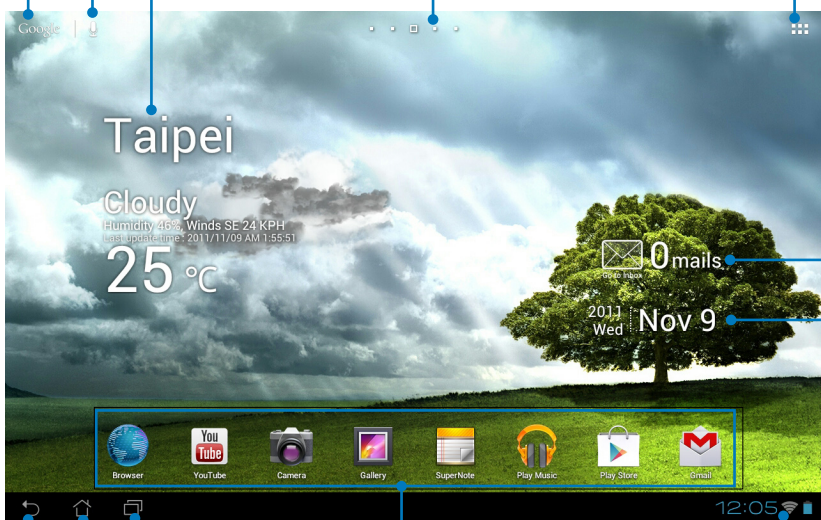 Google
Taipei
Cloudy
Humidity 46%, Winds SE 24 KPH
Last update time : 2011/11/09 AM 1:55:51
25 °C
0 mails
Go to Inbox
2011
Wed
Nov 9
Browser
You
Tube
YouTube
Camera
Gallery
SuperNote
Play Music
Play Store
Gmail
12:05